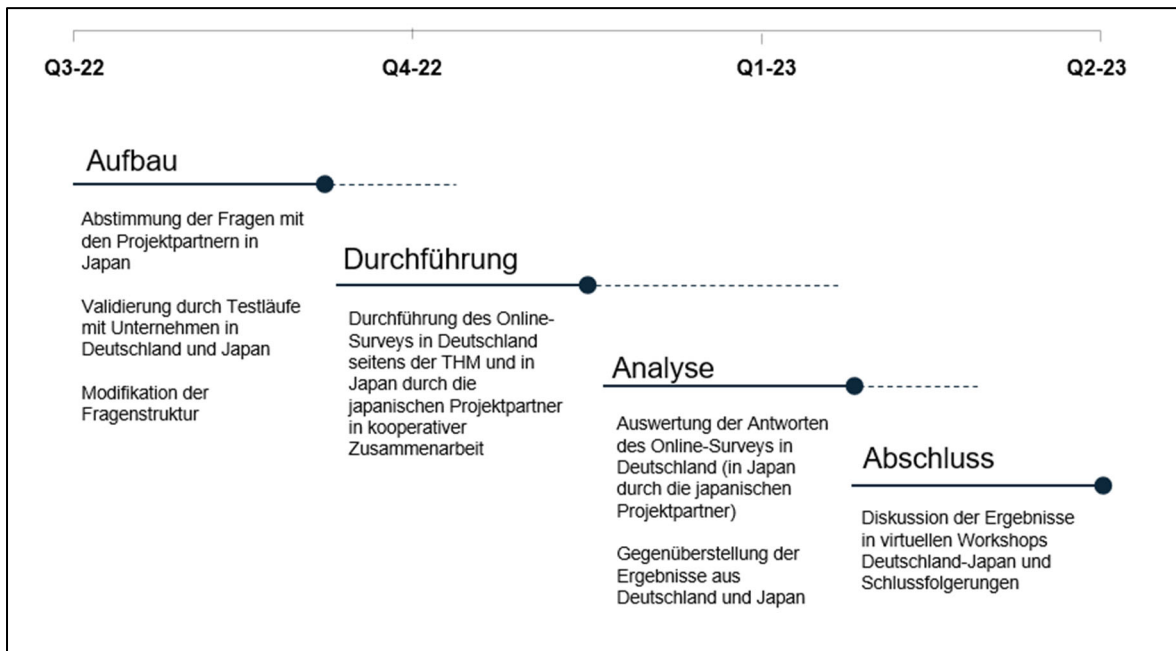 Q3-22
Q4-22
Q1-23
Q2-23
Aufbau
Abstimmung der Fragen mit
den Projektpartnern in
Japan
Validierung durch Testläufe
mit Unternehmen in
Deutschland und Japan
Modifikation der
Fragenstruktur
Durchführung
Durchführung des Online-
Surveys in Deutschland
seitens der THM und in
Japan durch die
japanischen Projektpartner
in kooperativer
Zusammenarbeit
Analyse
Auswertung der Antworten
des Online-Surveys in
Deutschland (in Japan
durch die japanischen
Projektpartner)
Gegenüberstellung der
Ergebnisse aus
Deutschland und Japan
Abschluss
Diskussion der Ergebnisse
in virtuellen Workshops
Deutschland-Japan und
Schlussfolgerungen